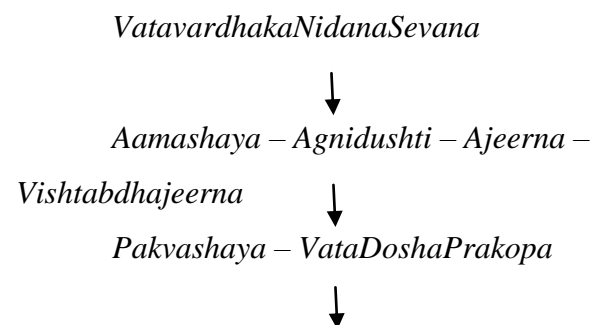 VatavardhakaNidanaSevana
Aamashaya – Agnidushti – Ajeerna –
Vishtabdhajeerna
Pakvashaya – VataDoshaPrakopa